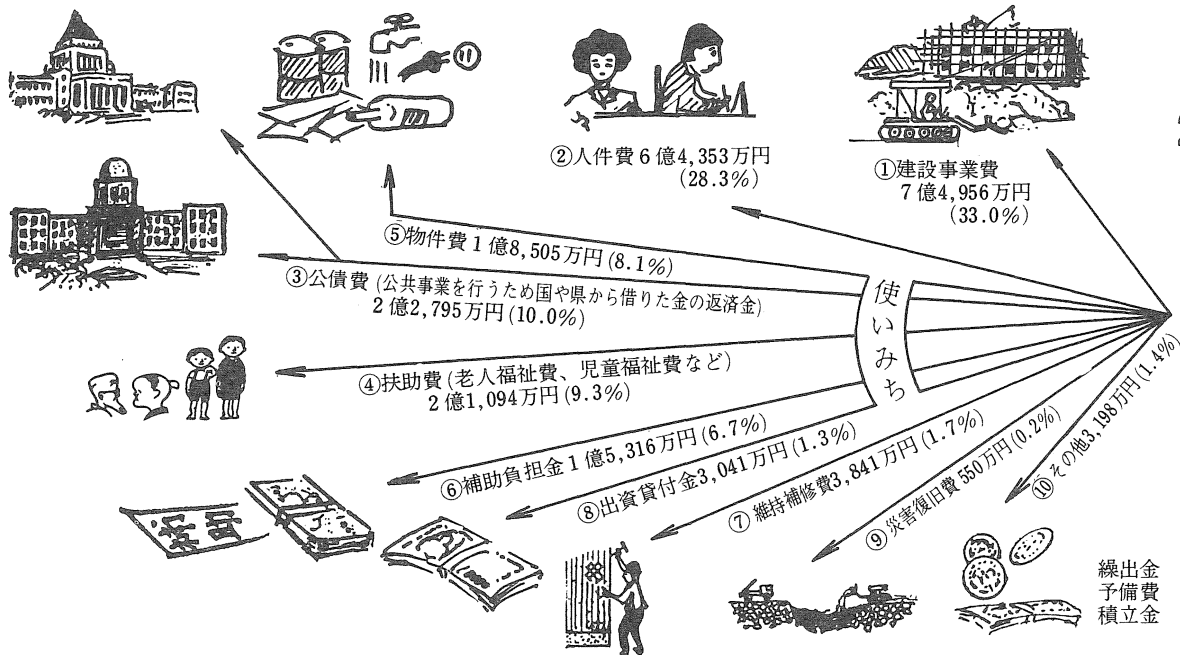 ①建設事業費
7億4,956万円
(33.0%)
②人件費6億4,353万円
(28.3%)
⑤物件費1億8,505万円(8.1%)
③公債費(公共事業を行うため国や県から借りた金の返済金)
2億2,795万円(10.0%)
使いみち
④扶助費(老人福祉費、児童福祉費など)
2億1,094万円(9.3%)
⑥補助負担金1億5,316万円(6.7%)
⑧出資貸付金3,041万円(1.3%)
⑦維持補修費3,841万円(1.7%)
⑨災害復旧費550万円(0.2%)
⑩その他3,198万円(1.4%)
補助
繰出金
予備費
積立金